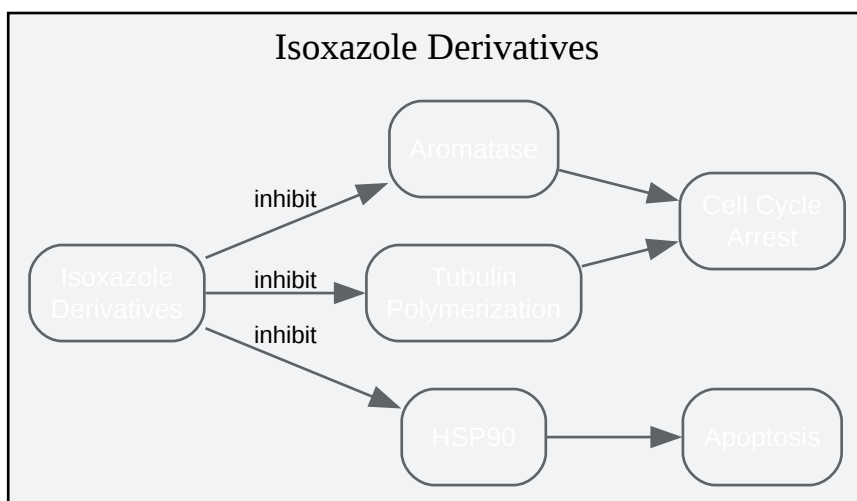 Isoxazole Derivatives
Aromatase
inhibit
Cell Cycle
Arrest
Isoxazole
Derivatives
inhibit
Tubulin
Polymerization
inhibit
HSP90
Apoptosis